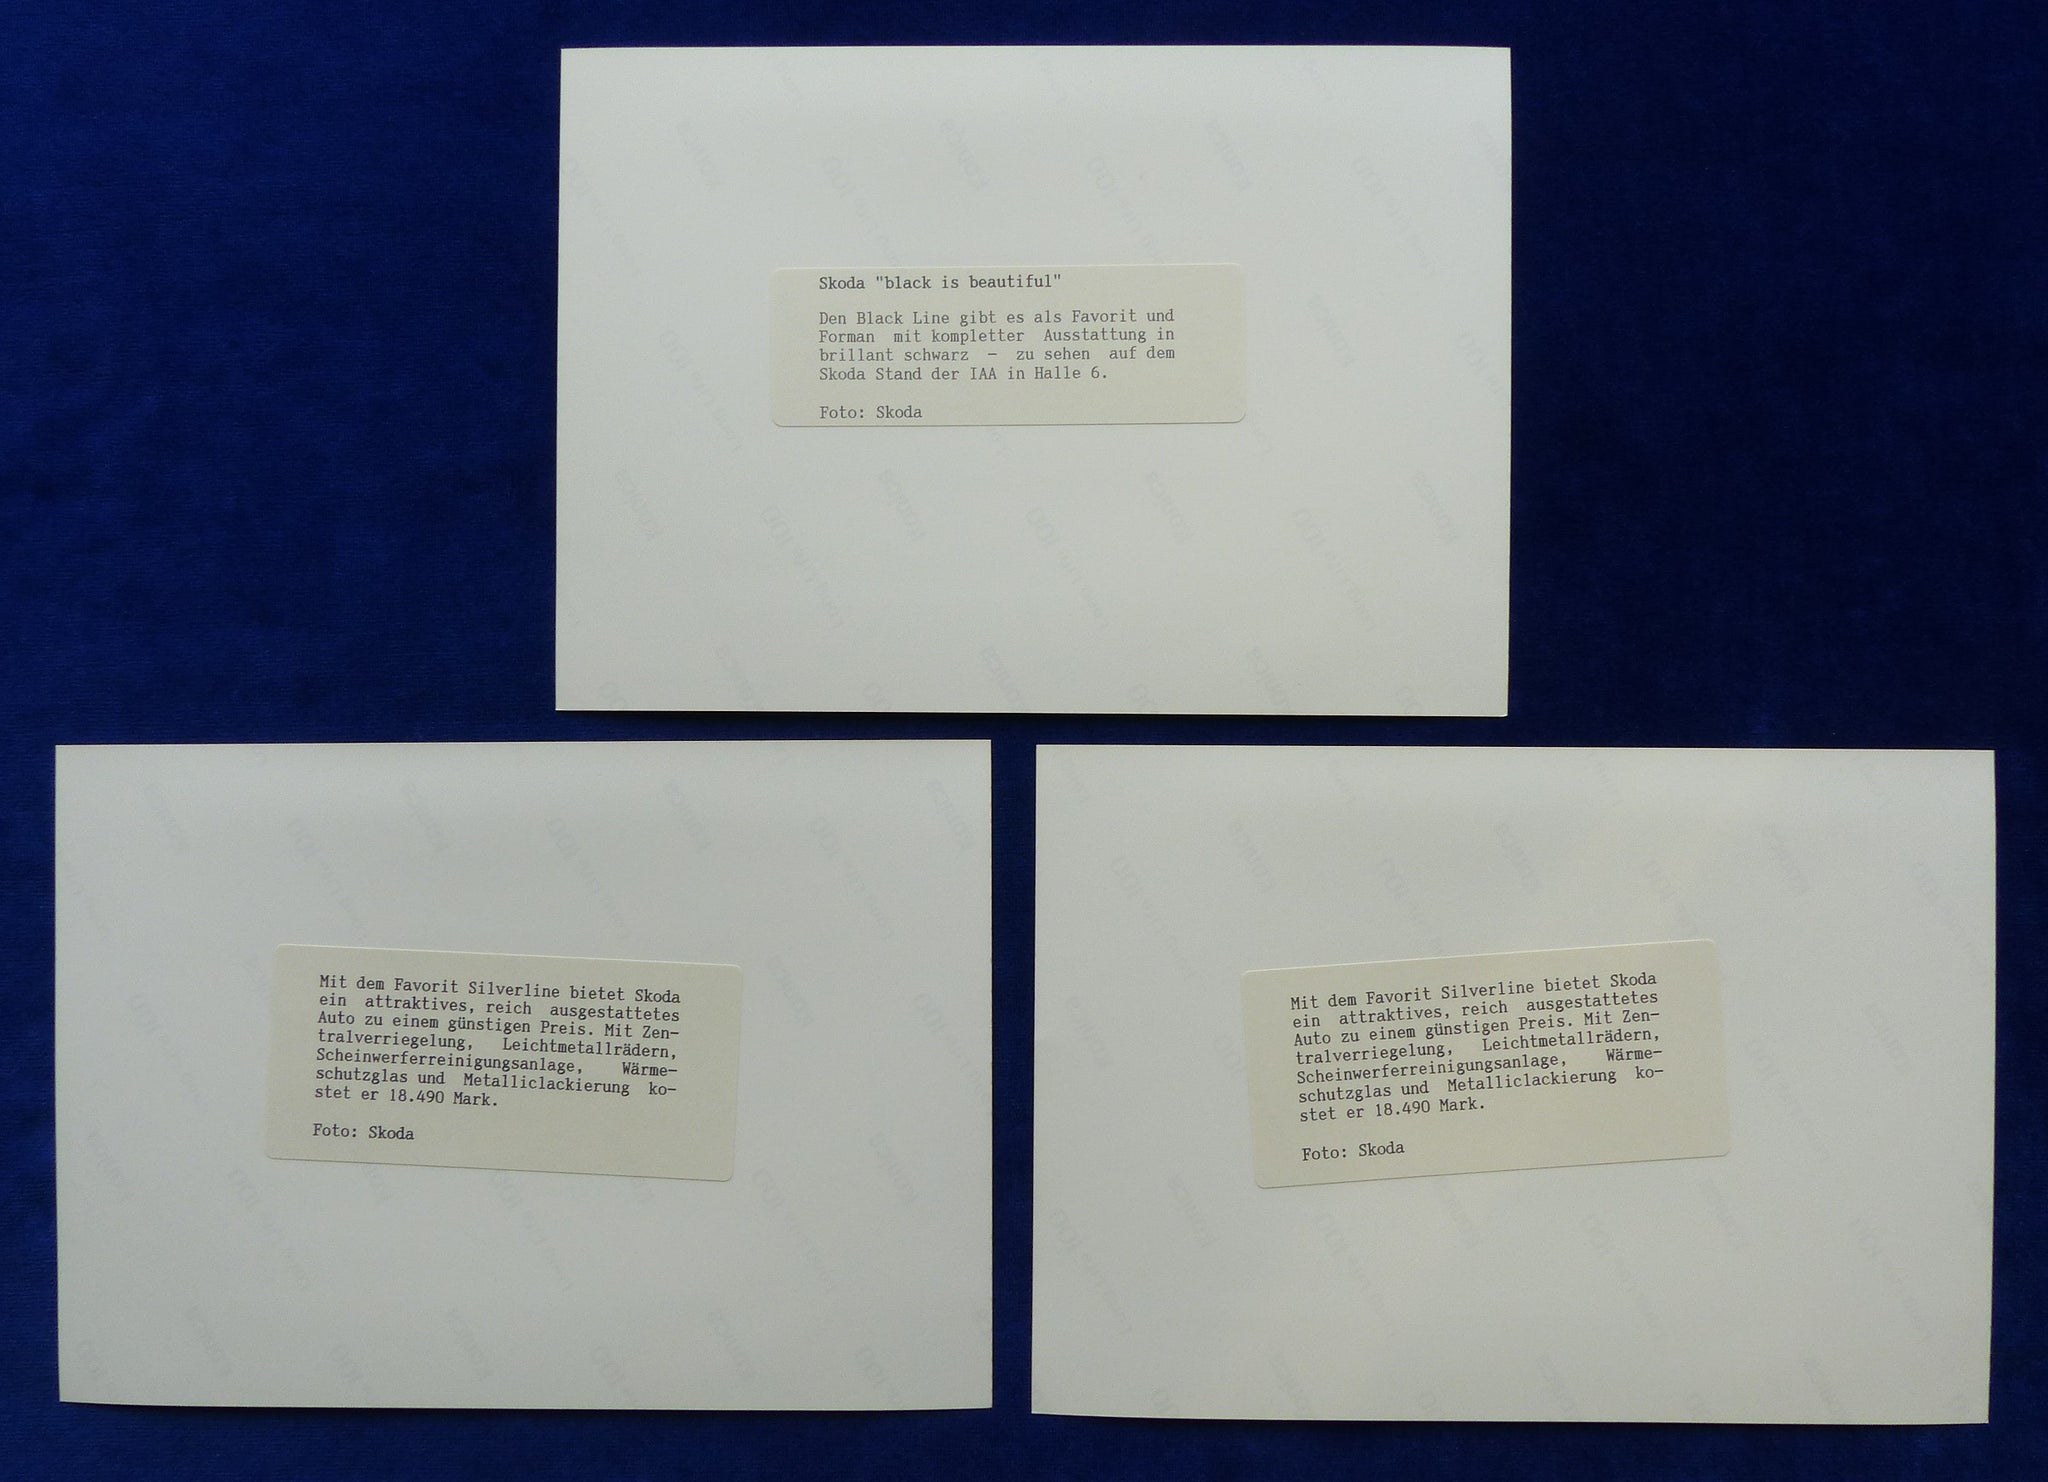 Skoda "black is beautiful"
Den Black Line gibt es als Favorit und
Forman mit kompletter Ausstattung in
brillant schwarz – zu sehen auf dem
Skoda Stand der IAA in Halle 6.
Foto: Skoda
Mit dem Favorit Silverline bietet Skoda
ein attraktives, reich ausgestattetes
Auto zu einem günstigen Preis. Mit Zen-
tralverriegelung, Leichtmetallrädern,
Scheinwerferreinigungsanlage, Wärme-
schutzglas und Metalliclackierung ko-
stet er 18.490 Mark.
Foto: Skoda
Mit dem Favorit Silverline bietet Skoda
ein attraktives, reich ausgestattetes
Auto zu einem günstigen Preis. Mit Zen-
tralverriegelung, Leichtmetallrädern,
Scheinwerferreinigungsanlage, Wärme-
schutzglas und Metalliclackierung ko-
stet er 18.490 Mark.
Foto: Skoda